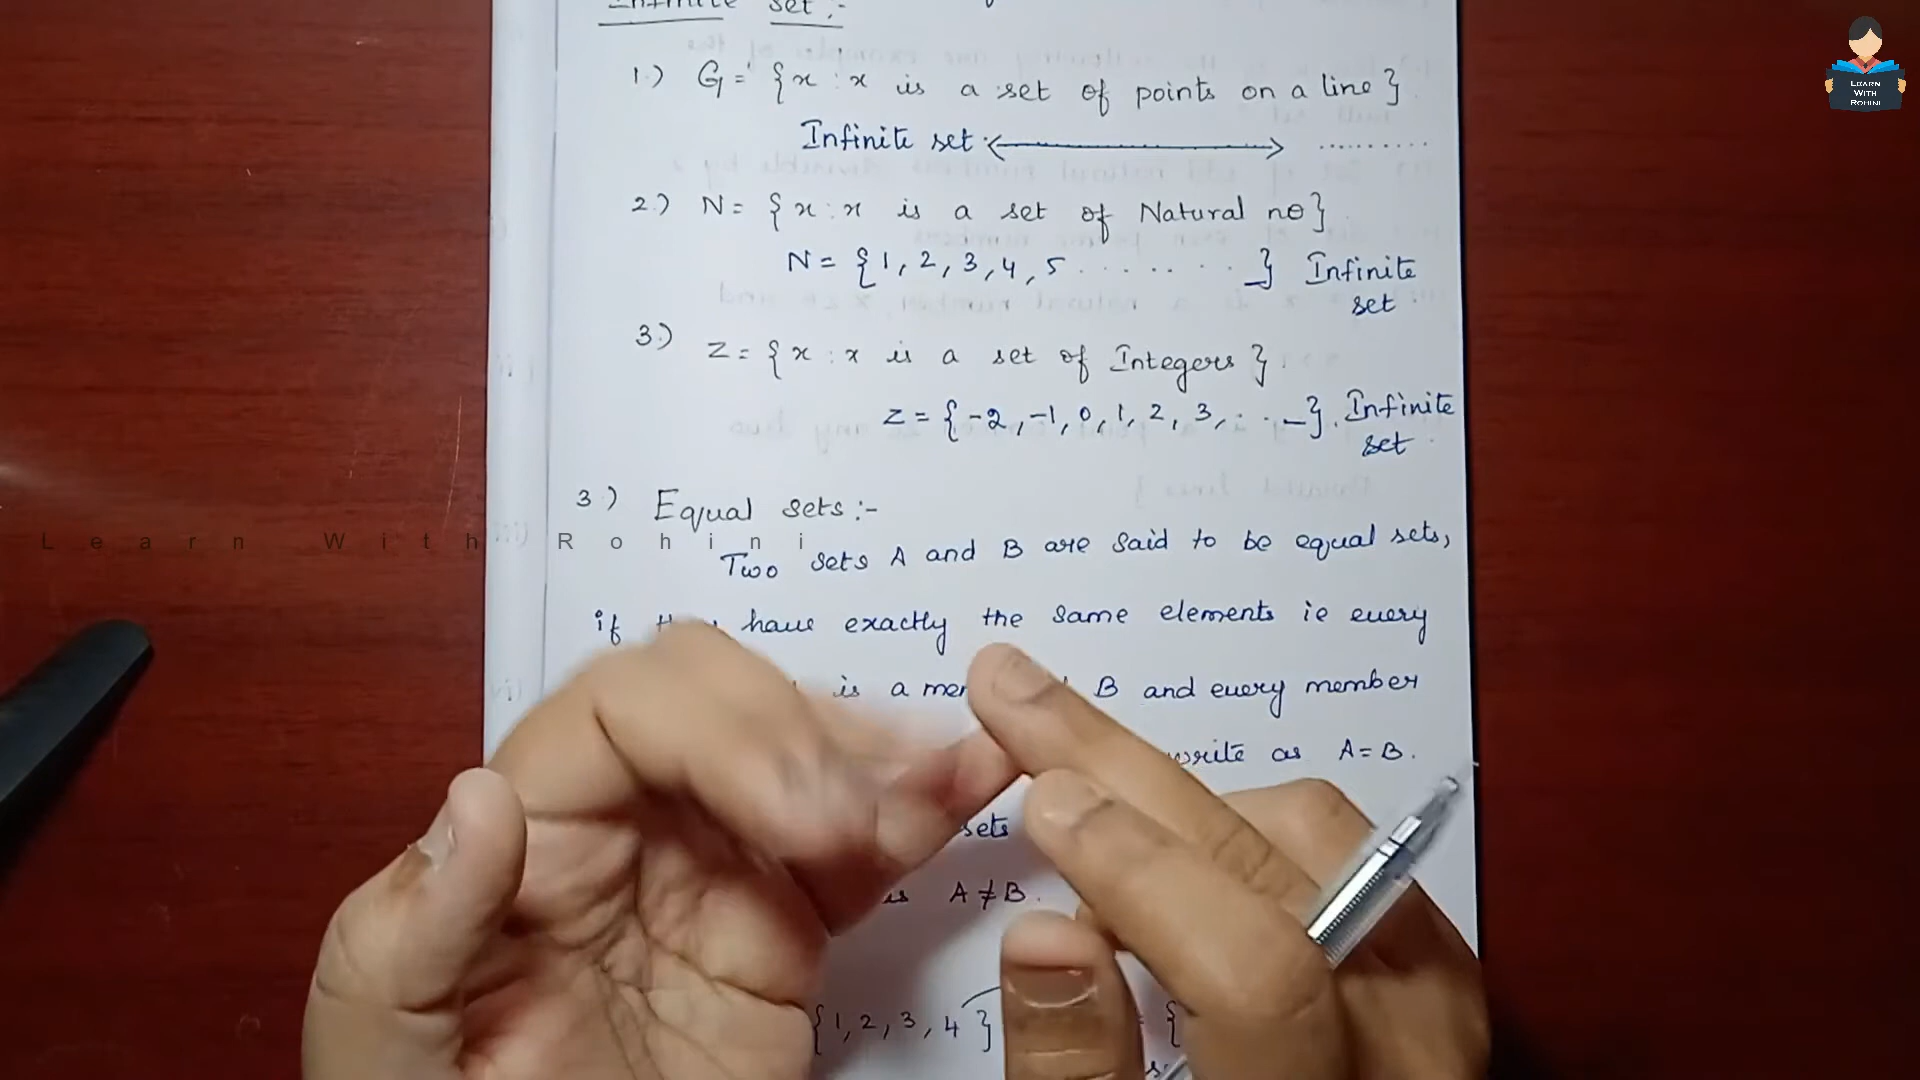 Infinite set :-
1.) G = {x : x is a set of points on a line}
Infinite set
2.) N = {x : x is a set of Natural no}
N = {1, 2, 3, 4, 5 . . . . . . . _} Infinite
set
3.) Z = {x : x is a set of Integers}
Z = {-2, -1, 0, 1, 2, 3, . . _}. Infinite
set
3.) Equal sets :-
Two sets A and B are said to be equal sets,
if have exactly the same elements ie every
is a B and every member
write as A = B.
sets
is A ≠ B.
{1, 2, 3, 4} {
Learn With Rohini
LEARN
WITH
ROHINI